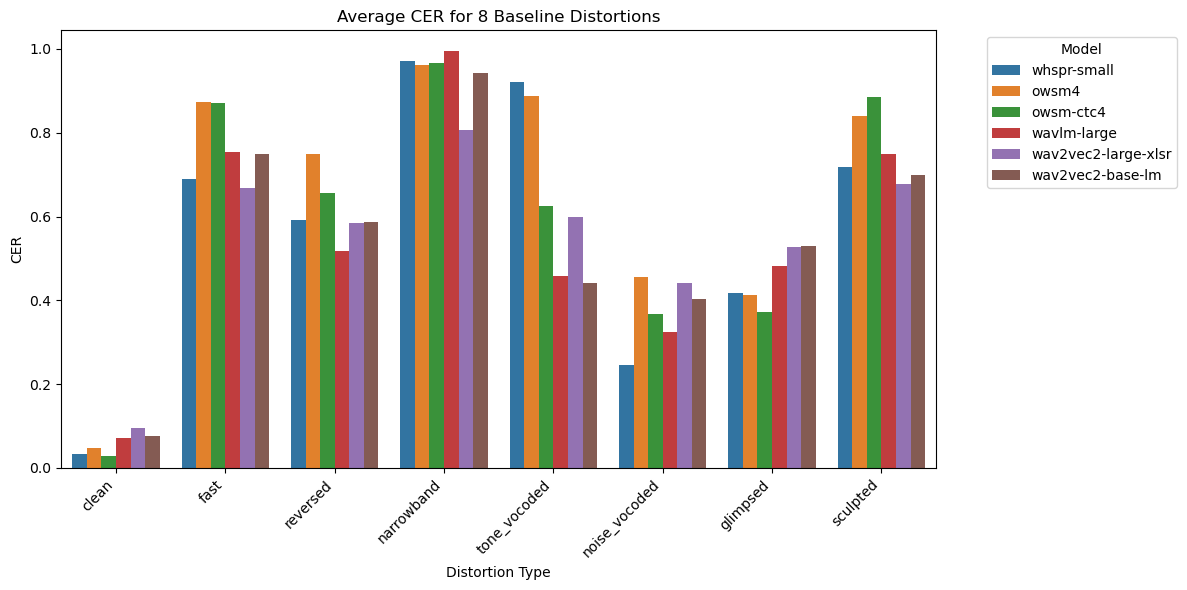 Average CER for 8 Baseline Distortions
Model
whspr-small
owsm4
owsm-ctc4
wavlm-large
wav2vec2-large-xlsr
wav2vec2-base-lm
CER
1.0
0.8
0.6
0.4
0.2
0.0
clean
fast
reversed
narrowband
tone_vocoded
noise_vocoded
glimpsed
sculpted
Distortion Type